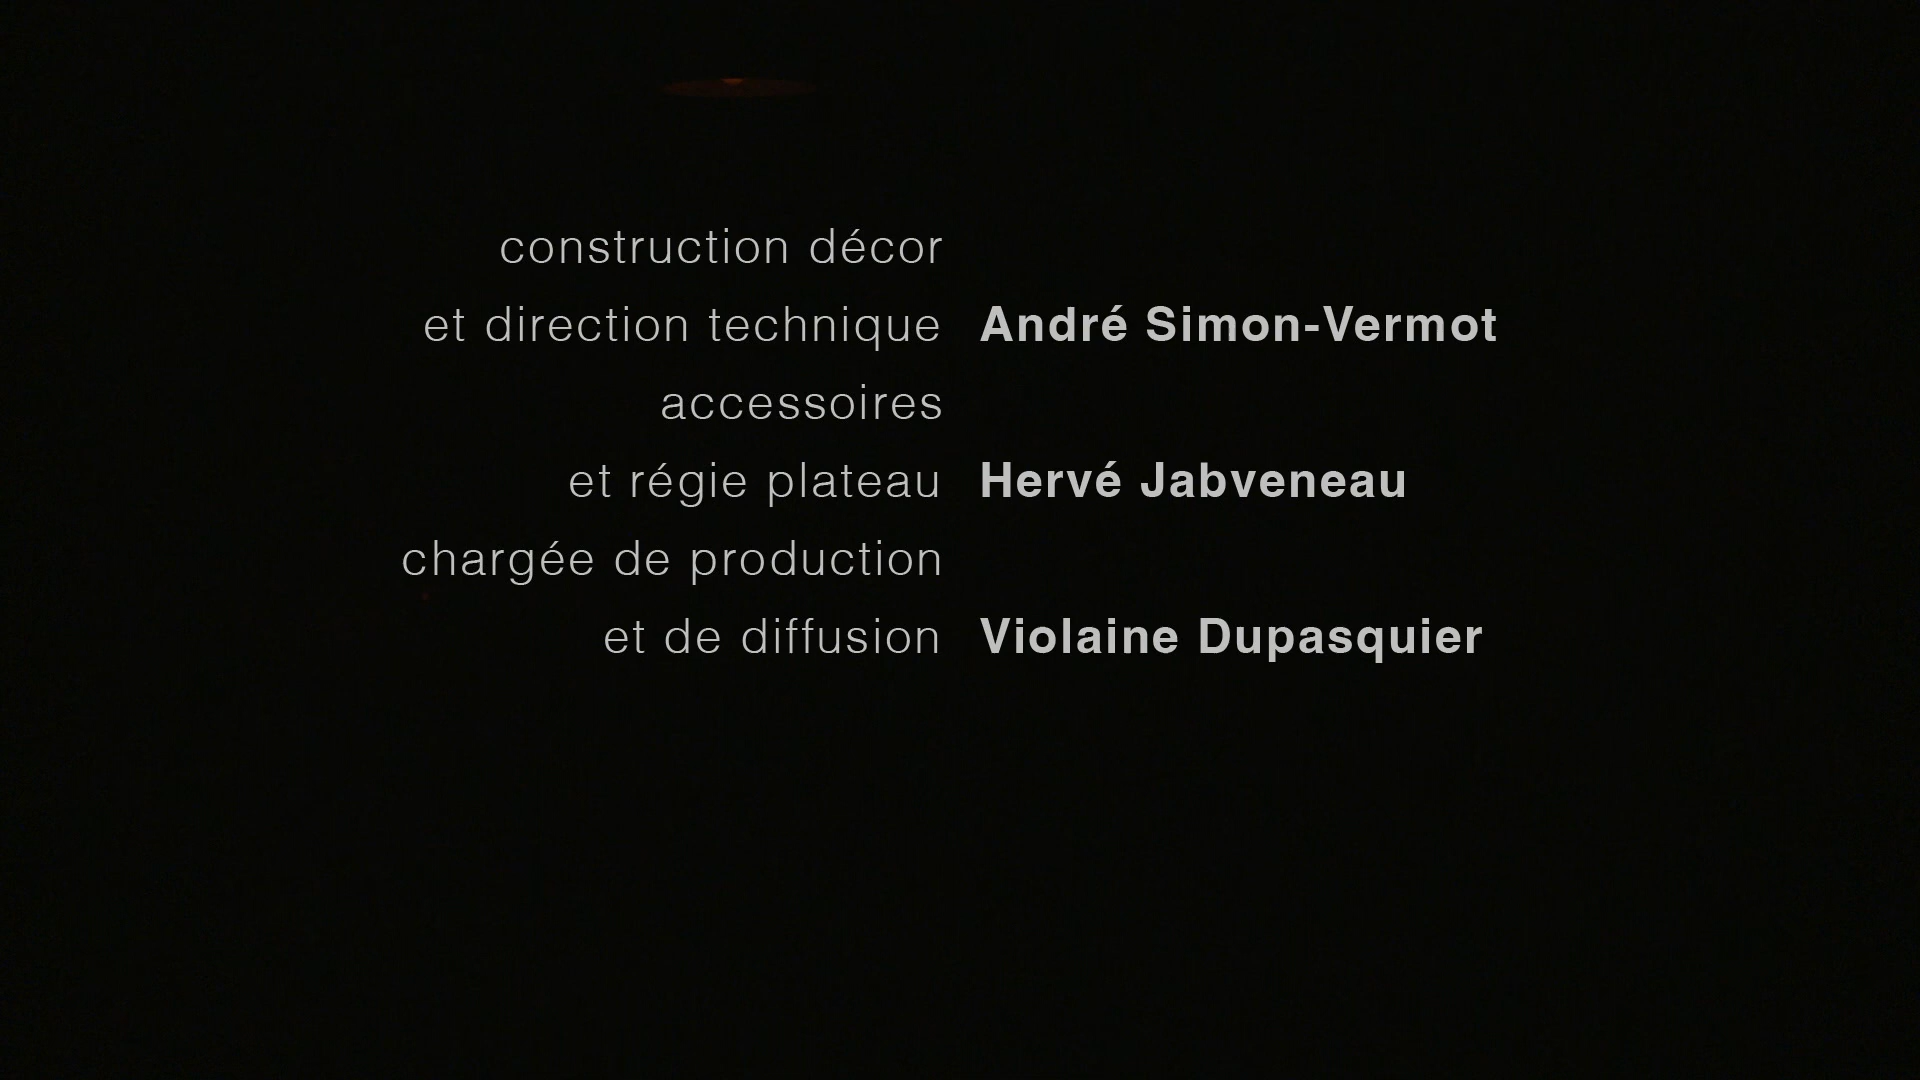 construction décor
et direction technique André Simon-Vermot
accessoires
et régie plateau Hervé Jabveneau
chargée de production
et de diffusion Violaine Dupasquier